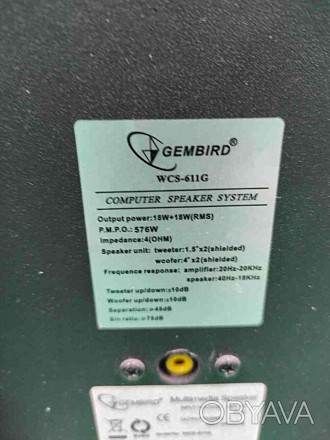 GEMBIRD®
WCS-611G
COMPUTER SPEAKER SYSTEM
Output power:18W+18W(RMS)
P.M.P.O.: 576W
Impedance:4(OHM)
Speaker unit: tweeter:1.5"x2(shielded)
woofer:4"x2(shielded)
Frequence response: amplifier:20Hz-20KHz
speaker:40Hz-18KHz
Tweeter up/down:±10dB
Woofer up/down:±10dB
Separation:>45dB
S/n ratio:>75dB
GEMBIRD Multimedia Speaker
OBYAVA